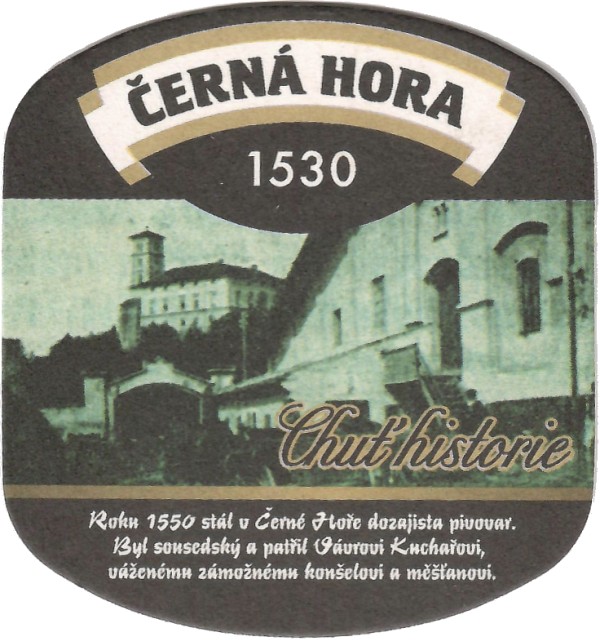 ČERNÁ HORA
1530
Chuť historie
Roku 1550 stál v Černé Hoře dozajista pivovar.
Byl sousedský a patřil Vávrovi Kuchařovi,
váženému zámožnému konšelovi a měšťanovi.